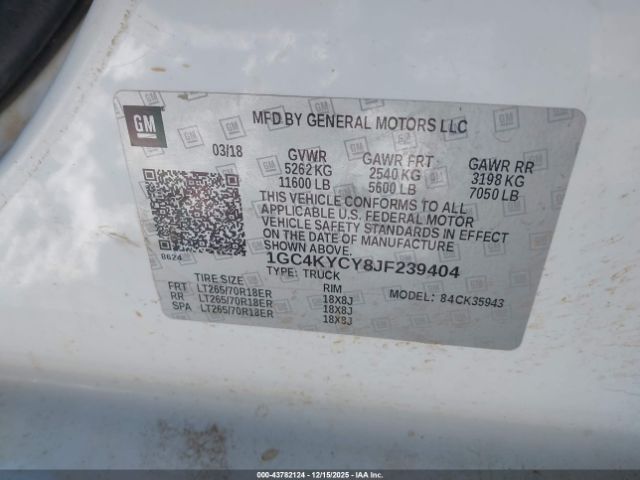 GM
MFD BY GENERAL MOTORS LLC
03/18
GVWR GAWR FRT GAWR RR
5262 KG 2540 KG 3198 KG
11600 LB 5600 LB 7050 LB
THIS VEHICLE CONFORMS TO ALL
APPLICABLE U.S. FEDERAL MOTOR
VEHICLE SAFETY STANDARDS IN EFFECT
ON THE DATE OF MANUFACTURE
SHOWN ABOVE.
0624
1GC4KYCY8JF239404
TYPE: TRUCK
TIRE SIZE RIM MODEL: 84CK35943
FRT LT265/70R18ER 18X8J
RR LT265/70R18ER 18X8J
SPA LT265/70R18ER 18X8J
000-43782124 | 12/15/2025 - IAA, Inc.